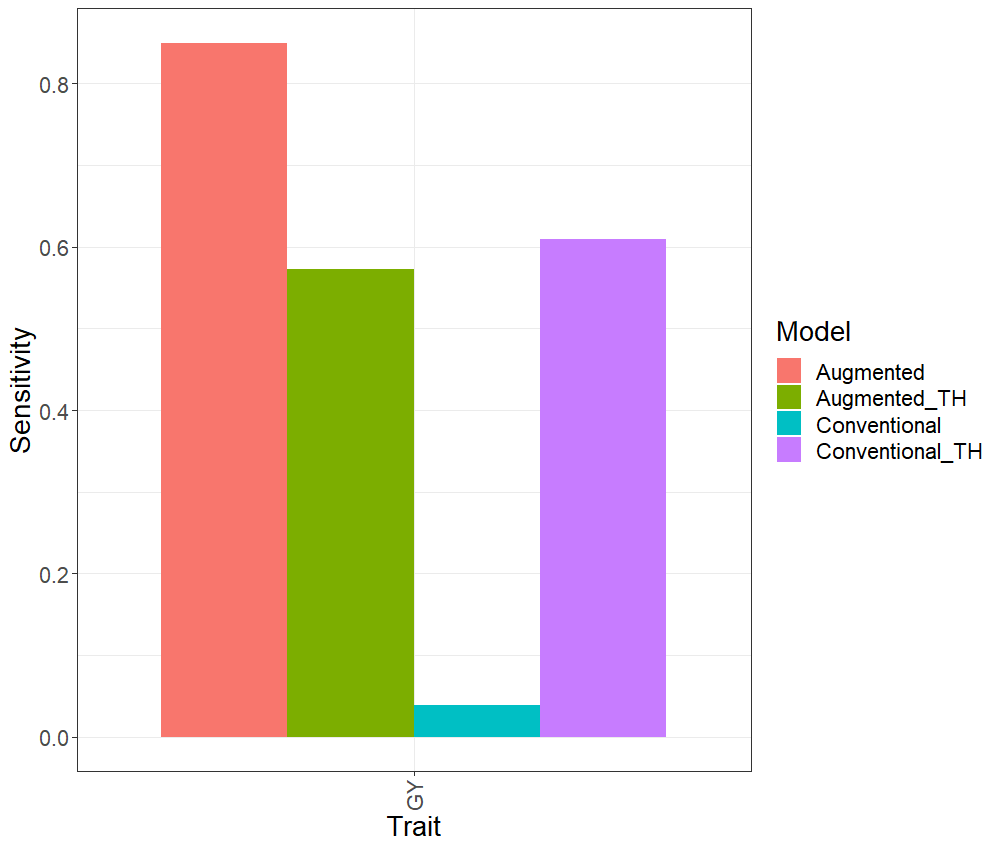 Sensitivity
0.8
0.6
0.4
0.2
0.0
GY
Trait
Model
Augmented
Augmented_TH
Conventional
Conventional_TH